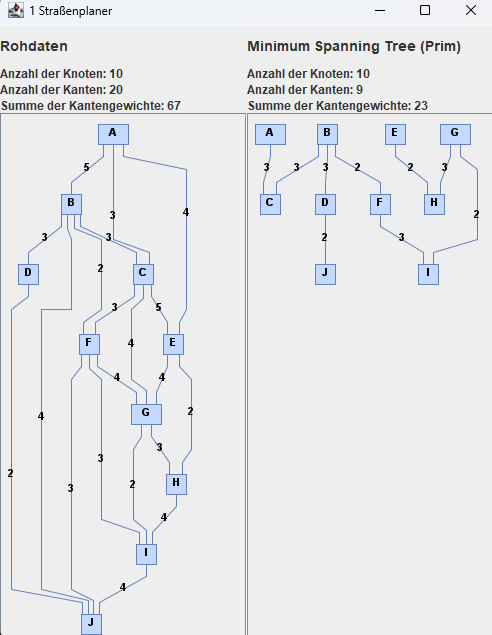 1 Straßenplaner
Rohdaten
Anzahl der Knoten: 10
Anzahl der Kanten: 20
Summe der Kantengewichte: 67
A
5
3
4
B
3
3
2
D
C
3
5
4
4
F
E
4
4
2
G
3
3
2
2
3
H
4
I
4
J
Minimum Spanning Tree (Prim)
Anzahl der Knoten: 10
Anzahl der Kanten: 9
Summe der Kantengewichte: 23
A
B
E
G
3
3
3
2
2
3
C
D
F
H
2
2
3
J
I